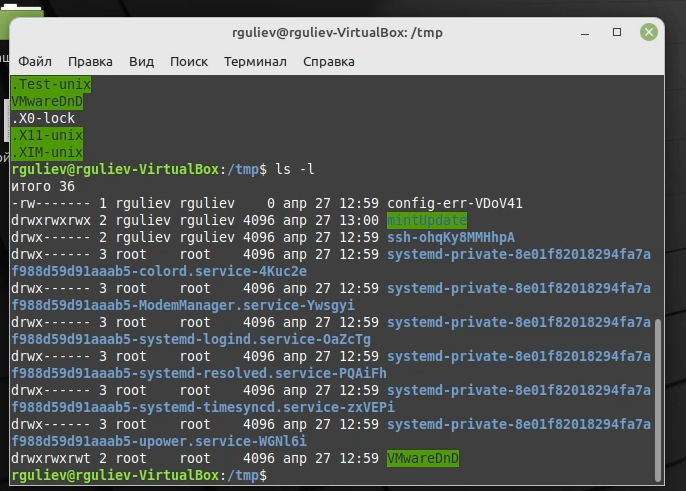 rguliev@rguliev-VirtualBox: /tmp
Файл Правка Вид Поиск Терминал Справка
.Test-unix
VMwareDnD
.X0-lock
.X11-unix
.XIM-unix
rguliev@rguliev-VirtualBox:/tmp$ ls -l
итого 36
-rw------- 1 rguliev rguliev    0 апр 27 12:59 config-err-VDoV41
drwxrwxrwx 2 rguliev rguliev 4096 апр 27 13:00 mintUpdate
drwx------ 2 rguliev rguliev 4096 апр 27 12:59 ssh-ohqKy8MMHhpA
drwx------ 3 root    root    4096 апр 27 12:59 systemd-private-8e01f82018294fa7a
f988d59d91aaab5-colord.service-4Kuc2e
drwx------ 3 root    root    4096 апр 27 12:59 systemd-private-8e01f82018294fa7a
f988d59d91aaab5-ModemManager.service-Ywsgyi
drwx------ 3 root    root    4096 апр 27 12:59 systemd-private-8e01f82018294fa7a
f988d59d91aaab5-systemd-logind.service-OaZcTg
drwx------ 3 root    root    4096 апр 27 12:59 systemd-private-8e01f82018294fa7a
f988d59d91aaab5-systemd-resolved.service-PQAiFh
drwx------ 3 root    root    4096 апр 27 12:59 systemd-private-8e01f82018294fa7a
f988d59d91aaab5-systemd-timesyncd.service-zxVEPi
drwx------ 3 root    root    4096 апр 27 12:59 systemd-private-8e01f82018294fa7a
f988d59d91aaab5-upower.service-WGNl6i
drwxrwxrwt 2 root    root    4096 апр 27 12:59 VMwareDnD
rguliev@rguliev-VirtualBox:/tmp$